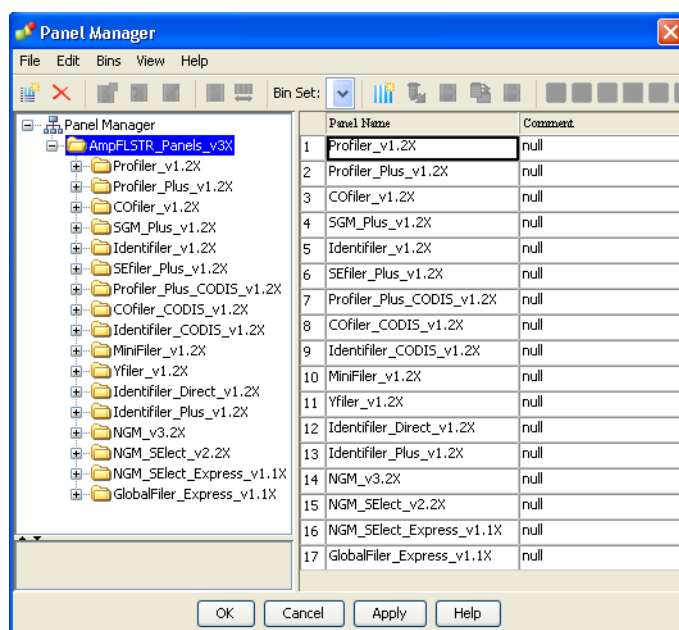 Panel Manager
File Edit Bins View Help
Bin Set:
Panel Manager
AmpFLSTR_Panels_v3X
Profiler_v1.2X
Profiler_Plus_v1.2X
COfiler_v1.2X
SGM_Plus_v1.2X
Identifiler_v1.2X
SEfiler_Plus_v1.2X
Profiler_Plus_CODIS_v1.2X
COfiler_CODIS_v1.2X
Identifiler_CODIS_v1.2X
MiniFiler_v1.2X
Yfiler_v1.2X
Identifiler_Direct_v1.2X
Identifiler_Plus_v1.2X
NGM_v3.2X
NGM_SElect_v2.2X
NGM_SElect_Express_v1.1X
GlobalFiler_Express_v1.1X
Panel Name Comment
1 Profiler_v1.2X null
2 Profiler_Plus_v1.2X null
3 COfiler_v1.2X null
4 SGM_Plus_v1.2X null
5 Identifiler_v1.2X null
6 SEfiler_Plus_v1.2X null
7 Profiler_Plus_CODIS_v1.2X null
8 COfiler_CODIS_v1.2X null
9 Identifiler_CODIS_v1.2X null
10 MiniFiler_v1.2X null
11 Yfiler_v1.2X null
12 Identifiler_Direct_v1.2X null
13 Identifiler_Plus_v1.2X null
14 NGM_v3.2X null
15 NGM_SElect_v2.2X null
16 NGM_SElect_Express_v1.1X null
17 GlobalFiler_Express_v1.1X null
OK Cancel Apply Help